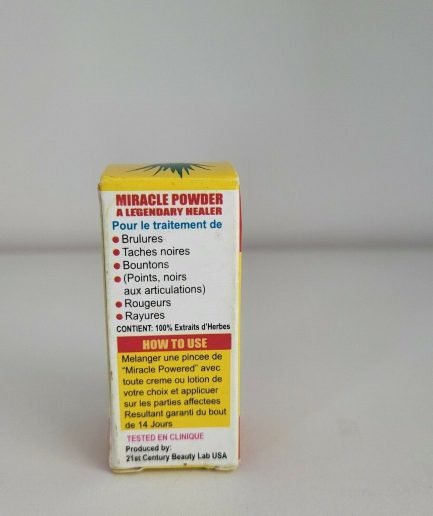 MIRACLE POWDER
A LEGENDARY HEALER
Pour le traitement de
Brulures
Taches noires
Bountons
(Points, noirs
aux articulations)
Rougeurs
Rayures
CONTIENT: 100% Extraits d'Herbes
HOW TO USE
Melanger une pincee de
"Miracle Powered" avec
toute creme ou lotion de
votre choix et applicuer
sur les parties affectees
Resultant garanti du bout
de 14 Jours
TESTED EN CLINIQUE
Produced by:
21st Century Beauty Lab USA